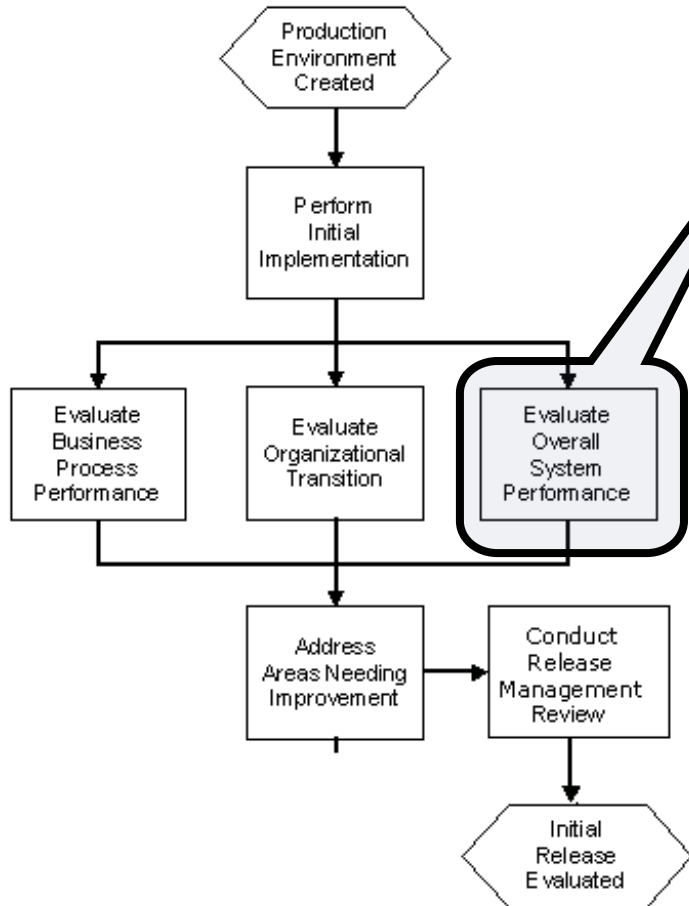 Production
Environment
Created
Perform
Initial
Implementation
Evaluate
Business
Process
Performance
Evaluate
Organizational
Transition
Evaluate
Overall
System
Performance
Address
Areas Needing
Improvement
Conduct
Release
Management
Review
Initial
Release
Evaluated